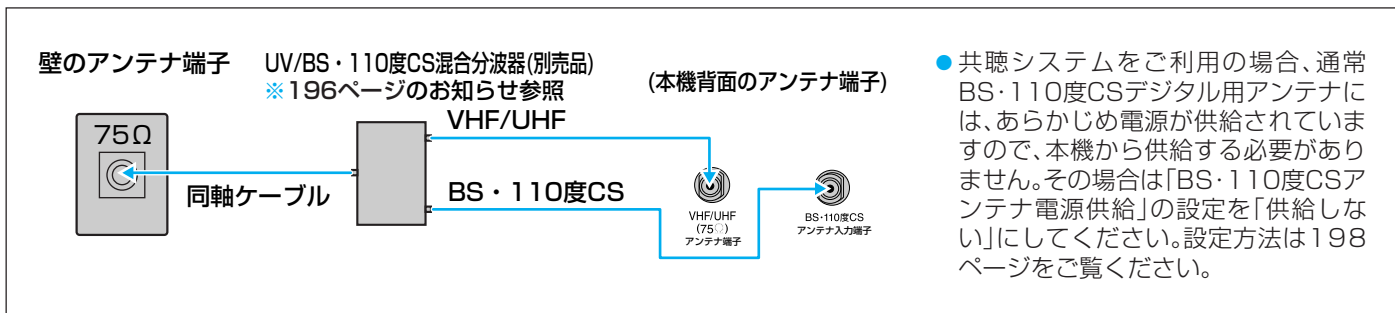 壁のアンテナ端子
UV/BS・110度CS混合分波器(別売品)
※196ページのお知らせ参照
(本機背面のアンテナ端子)
75Ω
VHF/UHF
同軸ケーブル
BS・110度CS
VHF/UHF
(75Ω)
アンテナ端子
BS・110度CS
アンテナ入力端子
●共聴システムをご利用の場合、通常
BS・110度CSデジタル用アンテナに
は、あらかじめ電源が供給されていま
すので、本機から供給する必要があり
ません。その場合は「BS・110度CSア
ンテナ電源供給」の設定を「供給しな
い」にしてください。設定方法は198
ページをご覧ください。